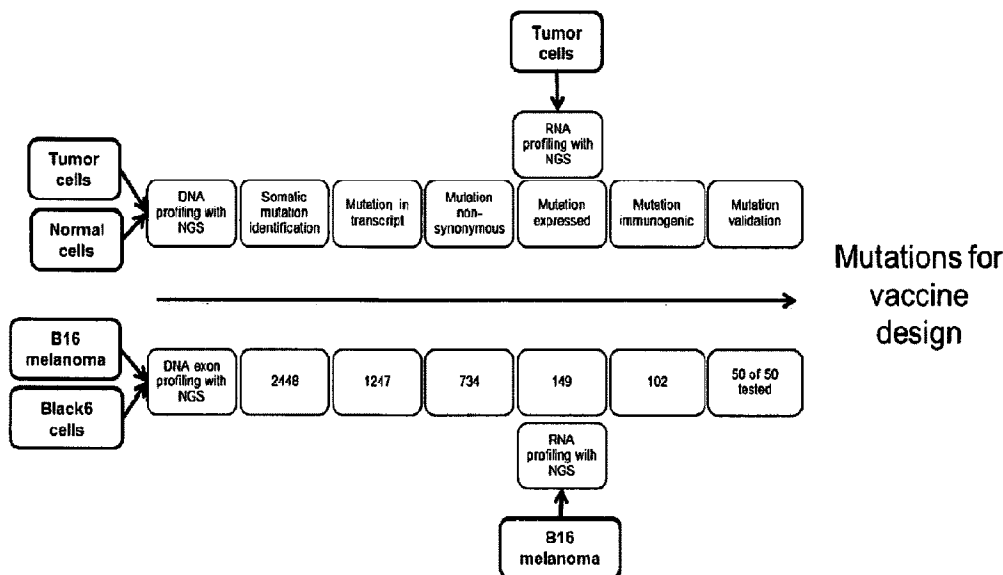 Tumor
cells
RNA
profiling with
NGS
Tumor
cells
Normal
cells
DNA
profiling with
NGS
Somatic
mutation
identification
Mutation in
transcript
Mutation
non-
synonymous
Mutation
expressed
Mutation
immunogenic
Mutation
validation
Mutations for
vaccine
design
B16
melanoma
Black6
cells
DNA exon
profiling with
NGS
2448
1247
734
149
102
50 of 50
tested
RNA
profiling with
NGS
B16
melanoma